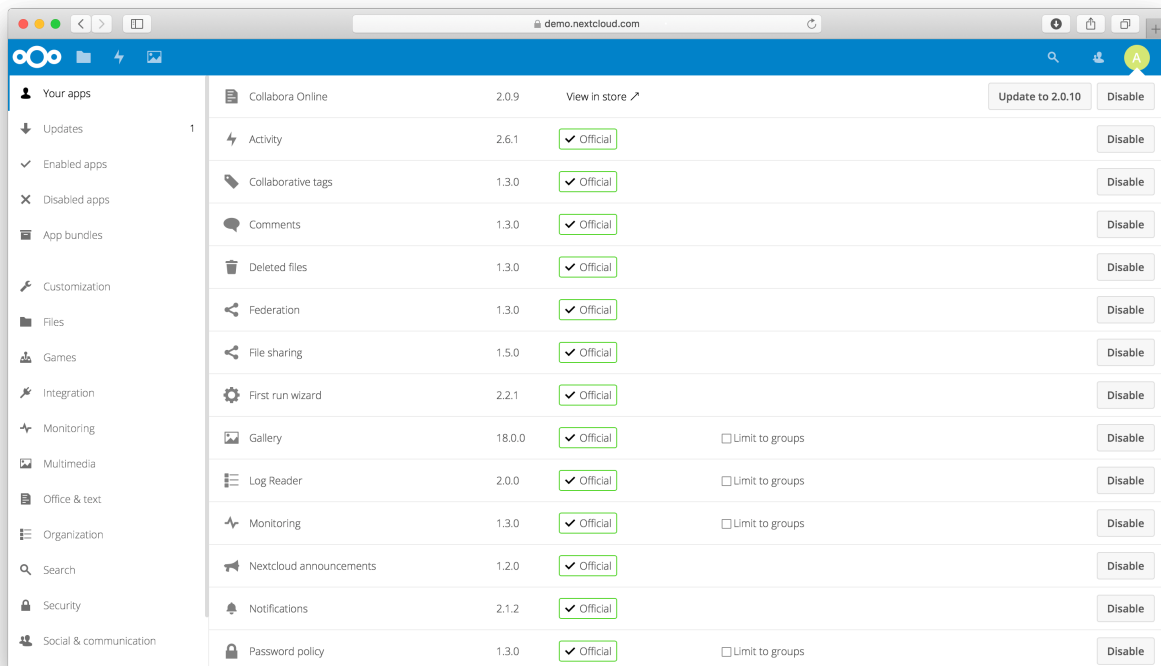 demo.nextcloud.com
A
Your apps
Updates 1
Enabled apps
Disabled apps
App bundles
Customization
Files
Games
Integration
Monitoring
Multimedia
Office & text
Organization
Search
Security
Social & communication
Collabora Online 2.0.9 View in store ↗ Update to 2.0.10 Disable
Activity 2.6.1 ✔ Official Disable
Collaborative tags 1.3.0 ✔ Official Disable
Comments 1.3.0 ✔ Official Disable
Deleted files 1.3.0 ✔ Official Disable
Federation 1.3.0 ✔ Official Disable
File sharing 1.5.0 ✔ Official Disable
First run wizard 2.2.1 ✔ Official Disable
Gallery 18.0.0 ✔ Official Limit to groups Disable
Log Reader 2.0.0 ✔ Official Limit to groups Disable
Monitoring 1.3.0 ✔ Official Limit to groups Disable
Nextcloud announcements 1.2.0 ✔ Official Disable
Notifications 2.1.2 ✔ Official Disable
Password policy 1.3.0 ✔ Official Limit to groups Disable